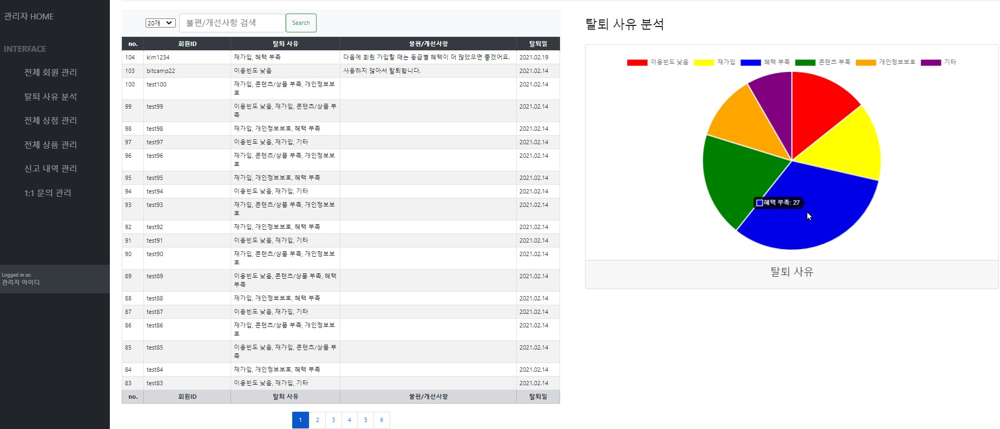 관리자 HOME
INTERFACE
전체 회원 관리
탈퇴 사유 분석
전체 상점 관리
전체 상품 관리
신고 내역 관리
1:1 문의 관리
Logged in as:
관리자 아이디
20개 불편/개선사항 검색 Search
no. 회원ID 탈퇴 사유 불편/개선사항 탈퇴일
104 kim1234 재가입, 혜택 부족 다음에 회원 가입할 때는 등급별 혜택이 더 많았으면 좋겠어요. 2021.02.19
103 bitcamp22 이용빈도 낮음 사용하지 않아서 탈퇴합니다. 2021.02.14
100 test100 재가입, 콘텐츠/상품 부족, 개인정보보 2021.02.14
호
99 test99 이용빈도 낮음, 재가입, 콘텐츠/상품 부 2021.02.14
족
98 test98 재가입, 개인정보보호, 혜택 부족 2021.02.14
97 test97 이용빈도 낮음, 재가입, 기타 2021.02.14
96 test96 재가입, 콘텐츠/상품 부족, 개인정보보 2021.02.14
호
95 test95 재가입, 개인정보보호, 혜택 부족 2021.02.14
94 test94 이용빈도 낮음, 재가입, 기타 2021.02.14
93 test93 재가입, 콘텐츠/상품 부족, 개인정보보 2021.02.14
호
92 test92 재가입, 개인정보보호, 혜택 부족 2021.02.14
91 test91 이용빈도 낮음, 재가입, 기타 2021.02.14
90 test90 재가입, 콘텐츠/상품 부족, 개인정보보 2021.02.14
호
89 test89 이용빈도 낮음, 콘텐츠/상품 부족, 혜택 2021.02.14
부족
88 test88 재가입, 개인정보보호, 혜택 부족 2021.02.14
87 test87 이용빈도 낮음, 재가입, 기타 2021.02.14
86 test86 재가입, 콘텐츠/상품 부족, 개인정보보 2021.02.14
호
85 test85 이용빈도 낮음, 재가입, 콘텐츠/상품 부 2021.02.14
족
84 test84 재가입, 개인정보보호, 혜택 부족 2021.02.14
83 test83 이용빈도 낮음, 재가입, 기타 2021.02.14
no. 회원ID 탈퇴 사유 불편/개선사항 탈퇴일
1 2 3 4 5 6
탈퇴 사유 분석
이용빈도 낮음 재가입 혜택 부족 콘텐츠 부족 개인정보보호 기타
혜택 부족: 27
탈퇴 사유